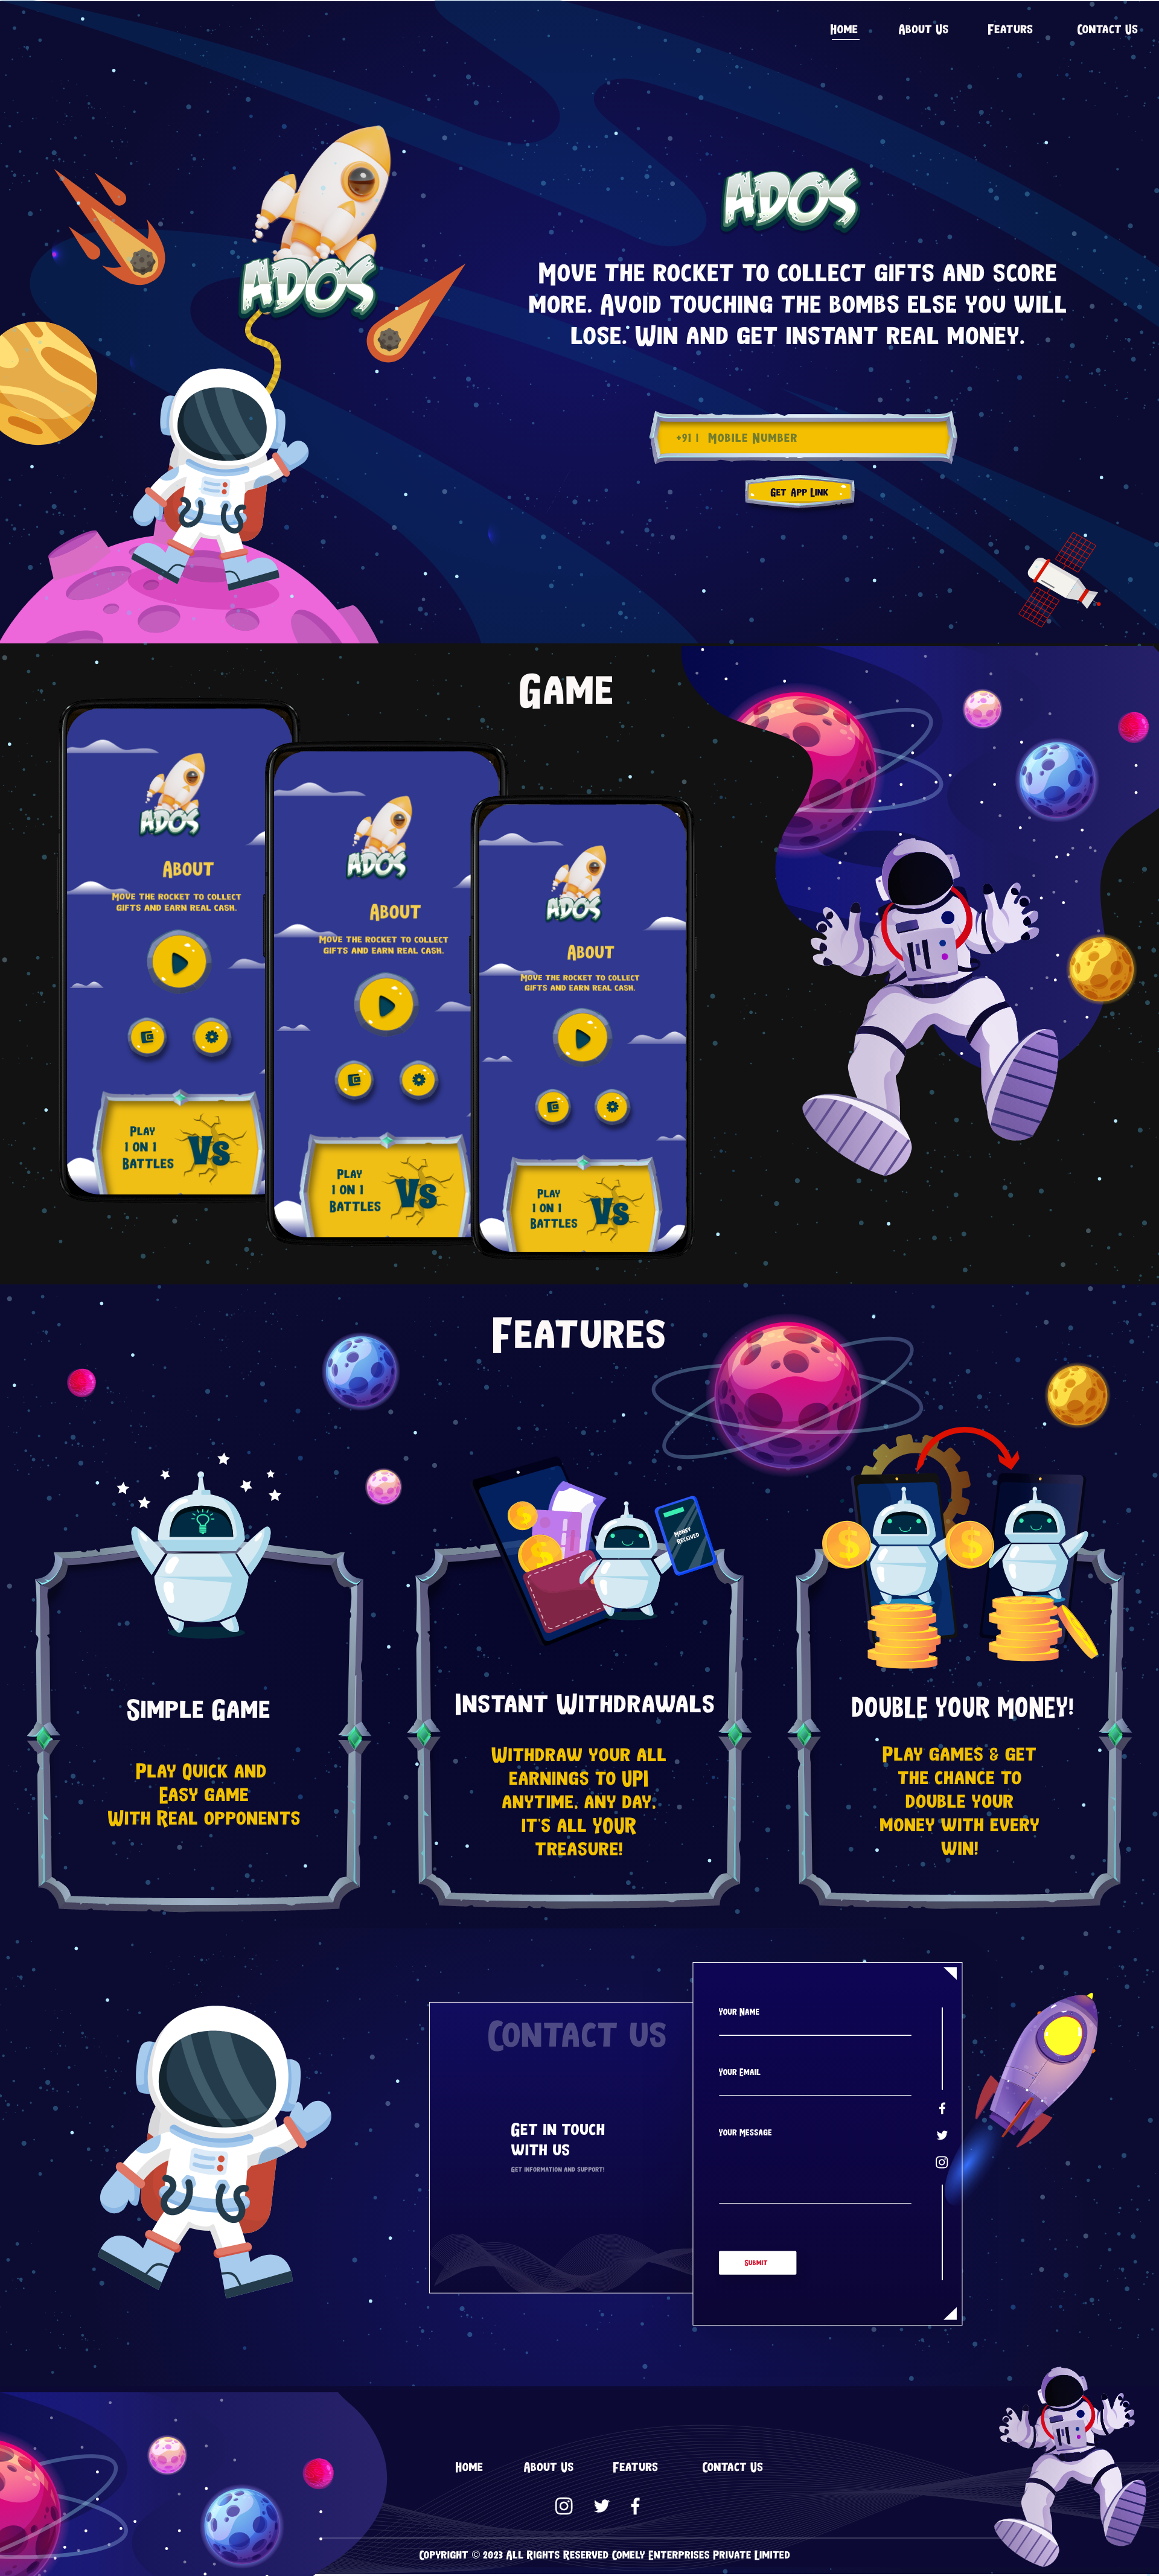 Home About Us Featurs Contact Us
ADOS
ADOS
Move the rocket to collect gifts and score
more. Avoid touching the bombs else you will
lose. Win and get instant real money.
+91 | Mobile Number
Get App Link
Game
ADOS
About
Move the rocket to collect
gifts and earn real cash.
Play
1 on 1
Battles
Vs
ADOS
About
Move the rocket to collect
gifts and earn real cash.
Play
1 on 1
Battles
Vs
ADOS
About
Move the rocket to collect
gifts and earn real cash.
Play
1 on 1
Battles
Vs
Features
Simple Game
Play Quick and
Easy game
With Real opponents
Money
Received
Instant Withdrawals
Withdraw your all
earnings to UPI
anytime, any day.
it's all YOUR
treasure!
double your money!
Play games & get
the chance to
double your
money with every
win!
Contact us
Get in touch
with us
Get information and support!
Your Name
Your Email
Your Message
Submit
Home About Us Featurs Contact Us
Copyright © 2023 All Rights Reserved Comely Enterprises Private Limited